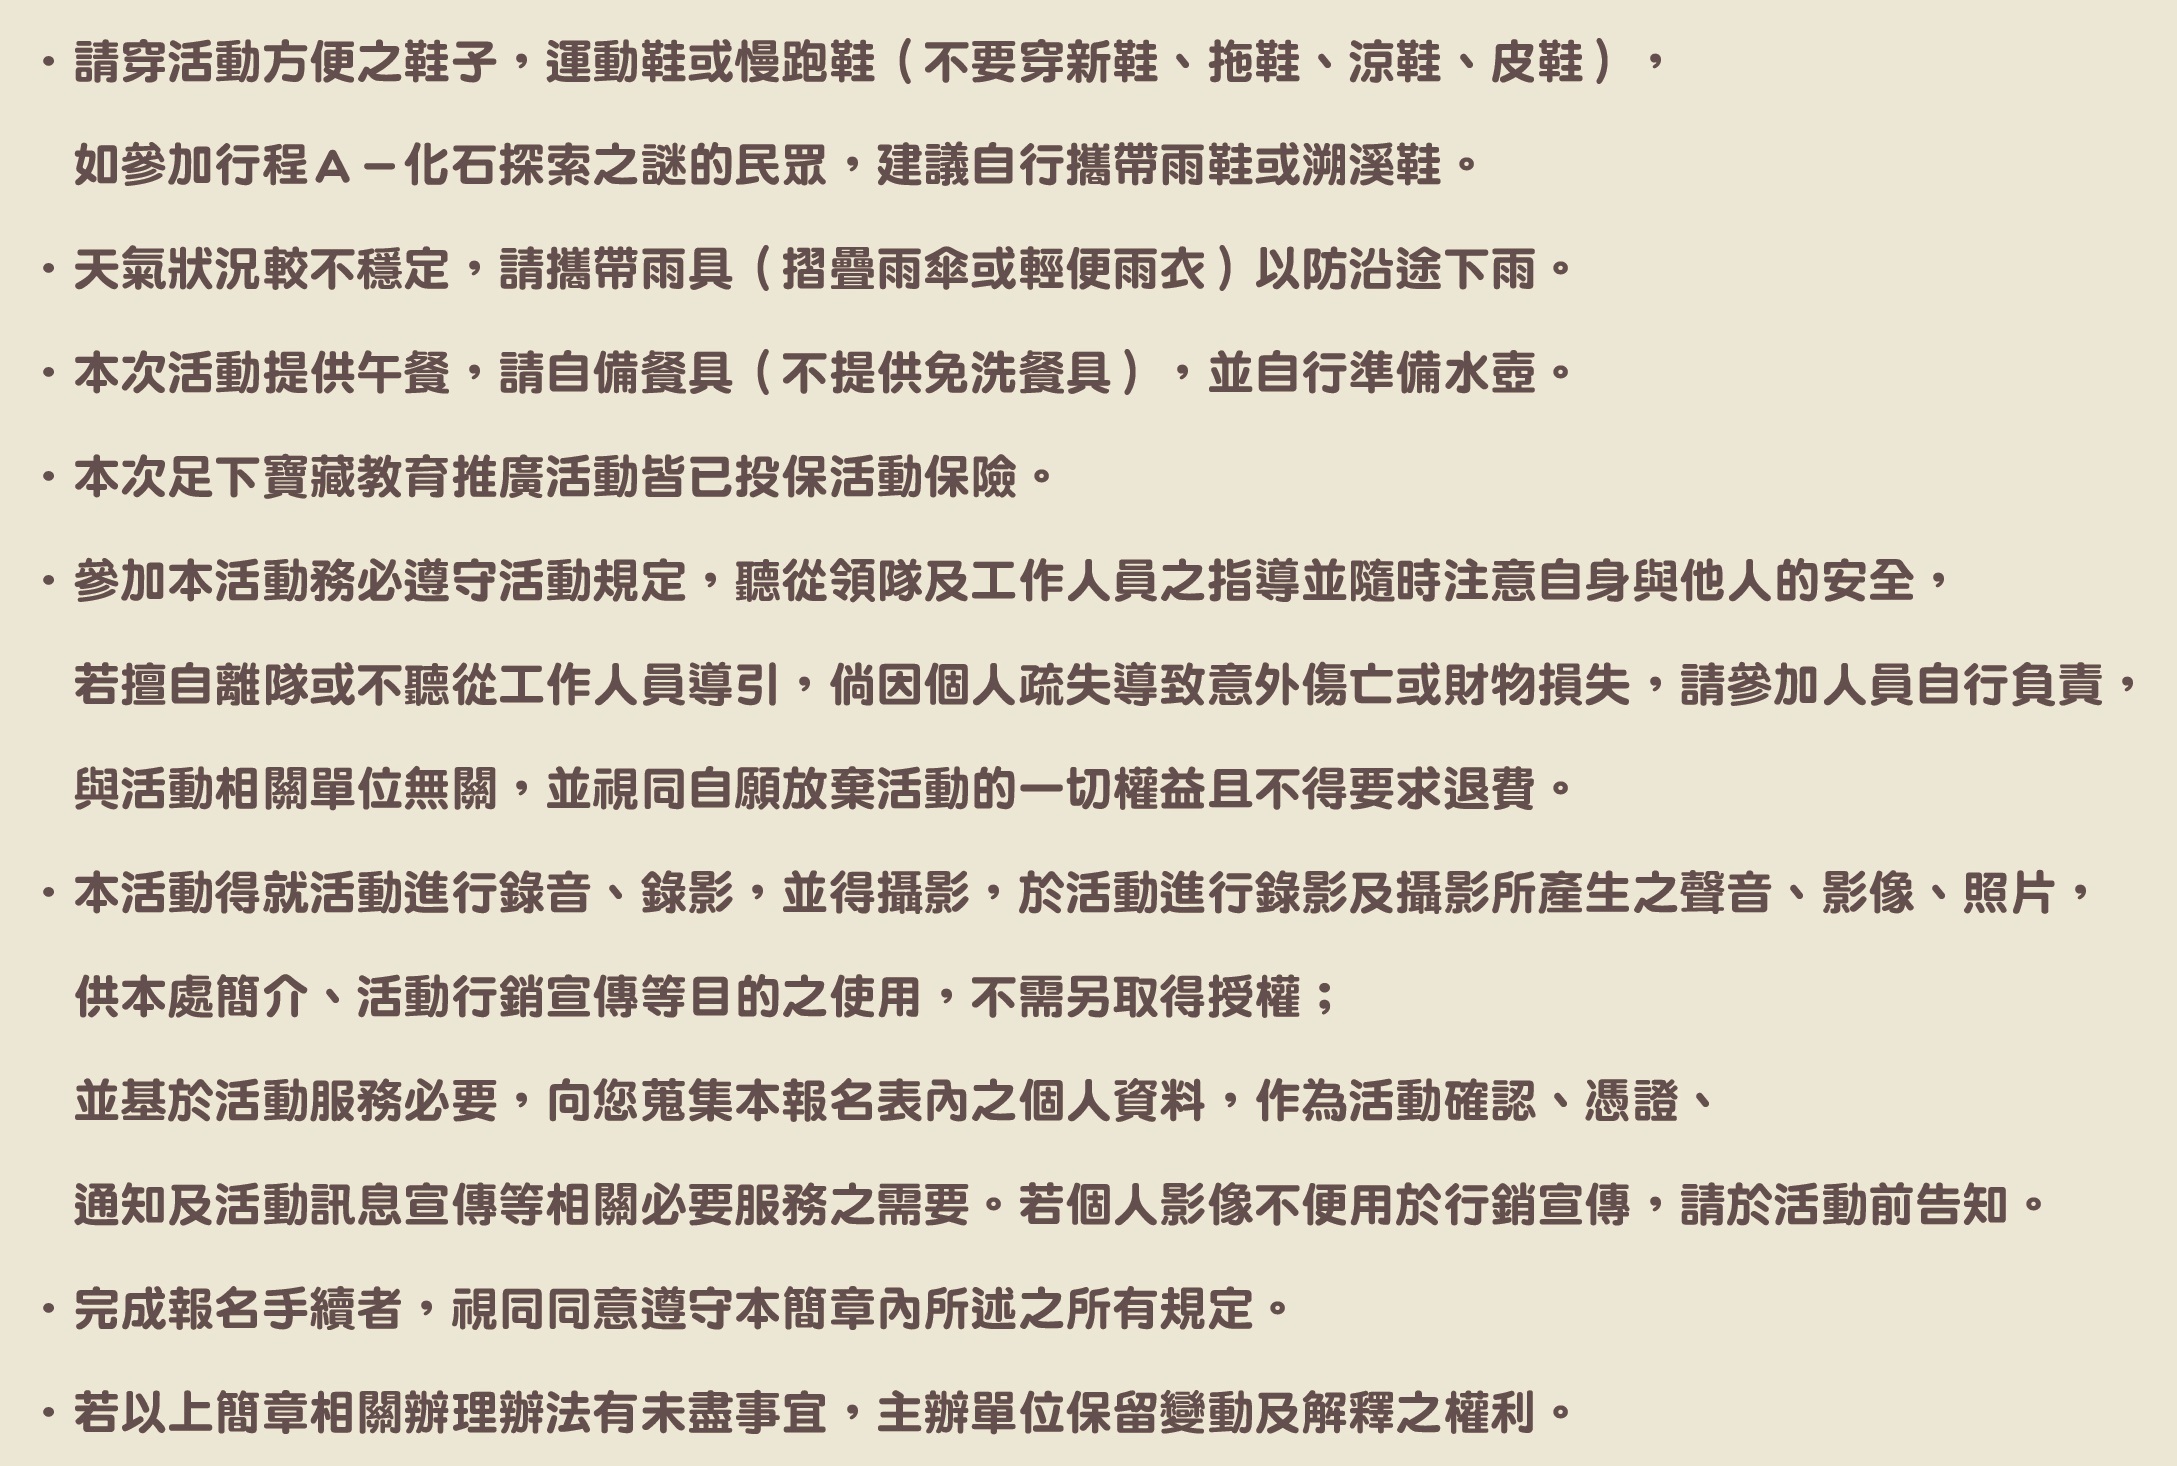 ・請穿活動方便之鞋子，運動鞋或慢跑鞋（不要穿新鞋、拖鞋、涼鞋、皮鞋），
如參加行程A－化石探索之謎的民眾，建議自行攜帶雨鞋或溯溪鞋。
・天氣狀況較不穩定，請攜帶雨具（摺疊雨傘或輕便雨衣）以防沿途下雨。
・本次活動提供午餐，請自備餐具（不提供免洗餐具），並自行準備水壺。
・本次足下寶藏教育推廣活動皆已投保活動保險。
・參加本活動務必遵守活動規定，聽從領隊及工作人員之指導並隨時注意自身與他人的安全，
若擅自離隊或不聽從工作人員導引，倘因個人疏失導致意外傷亡或財物損失，請參加人員自行負責，
與活動相關單位無關，並視同自願放棄活動的一切權益且不得要求退費。
・本活動得就活動進行錄音、錄影，並得攝影，於活動進行錄影及攝影所產生之聲音、影像、照片，
供本處簡介、活動行銷宣傳等目的之使用，不需另取得授權；
並基於活動服務必要，向您蒐集本報名表內之個人資料，作為活動確認、憑證、
通知及活動訊息宣傳等相關必要服務之需要。若個人影像不便用於行銷宣傳，請於活動前告知。
・完成報名手續者，視同同意遵守本簡章內所述之所有規定。
・若以上簡章相關辦理辦法有未盡事宜，主辦單位保留變動及解釋之權利。